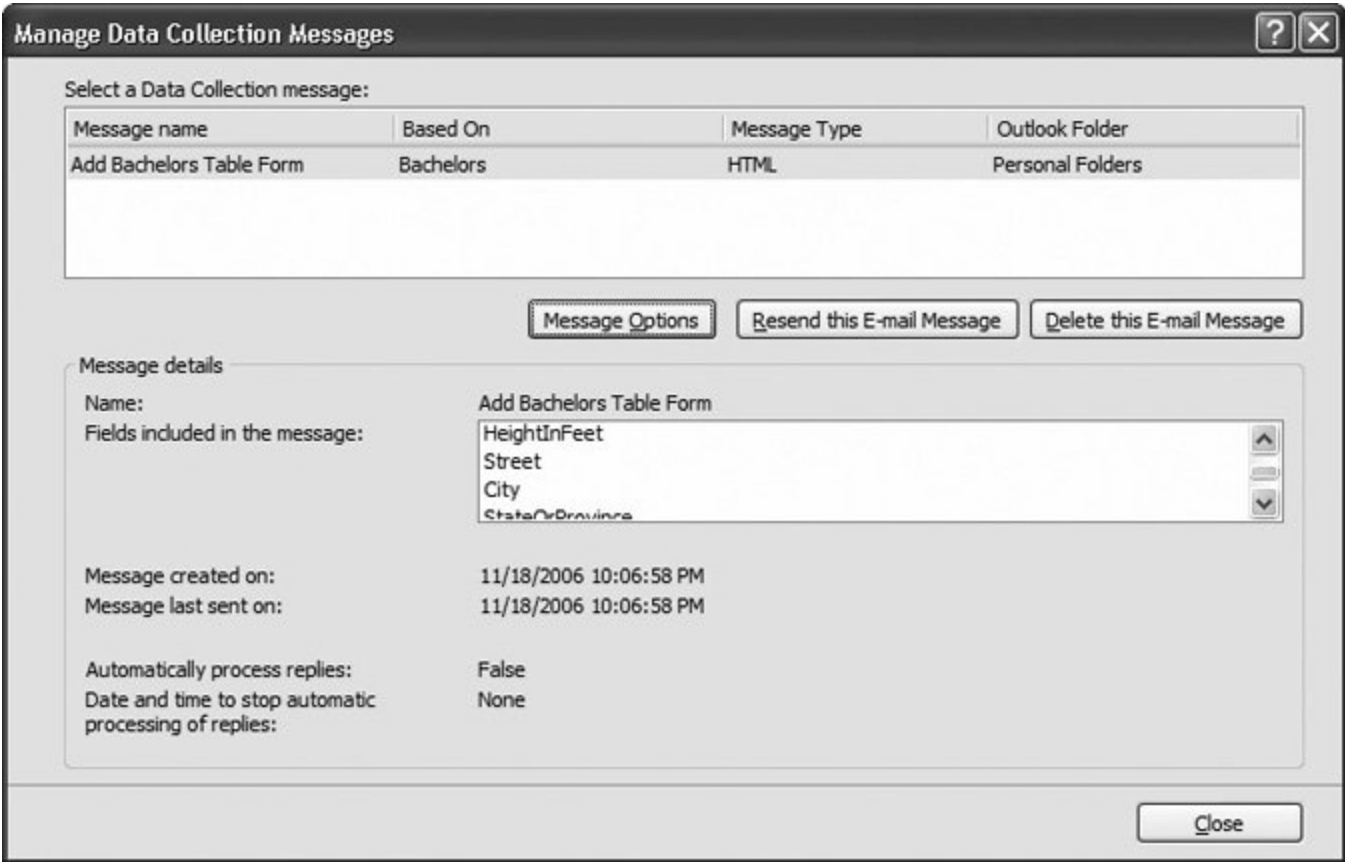 Manage Data Collection Messages
Select a Data Collection message:
Message name Based On Message Type Outlook Folder
Add Bachelors Table Form Bachelors HTML Personal Folders
Message Options Resend this E-mail Message Delete this E-mail Message
Message details
Name: Add Bachelors Table Form
Fields included in the message: HeightInFeet
Street
City
StateOrProvince
Message created on: 11/18/2006 10:06:58 PM
Message last sent on: 11/18/2006 10:06:58 PM
Automatically process replies: False
Date and time to stop automatic None
processing of replies:
Close